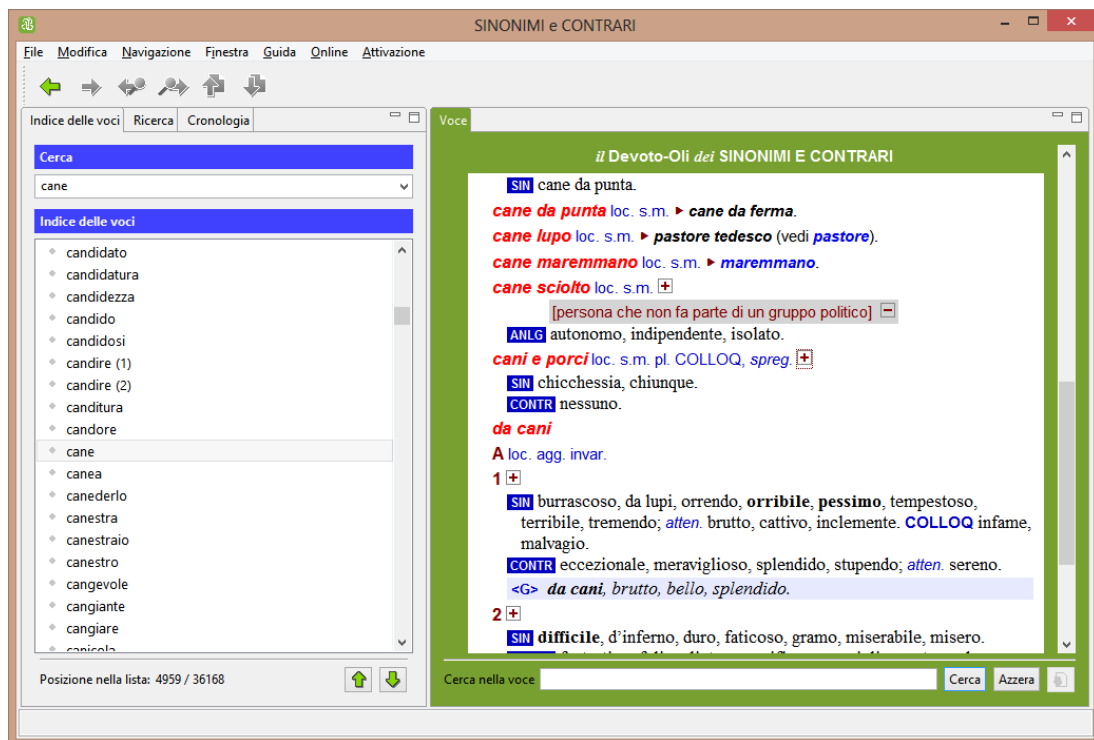 SINONIMI e CONTRARI
File Modifica Navigazione Finestra Guida Online Attivazione
Indice delle voci Ricerca Cronologia
Cerca
cane
Indice delle voci
candidato
candidatura
candidezza
candido
candidosi
candire (1)
candire (2)
canditura
candore
cane
canea
canederlo
canestra
canestraio
canestro
cangevole
cangiante
cangiare
canicola
Posizione nella lista: 4959 / 36168
Voce
il Devoto-Oli dei SINONIMI E CONTRARI
SIN cane da punta.
cane da punta loc. s.m. ► cane da ferma.
cane lupo loc. s.m. ► pastore tedesco (vedi pastore).
cane maremmano loc. s.m. ► maremmano.
cane sciolto loc. s.m. +
[persona che non fa parte di un gruppo politico] −
ANLG autonomo, indipendente, isolato.
cani e porci loc. s.m. pl. COLLOQ, spreg. +
SIN chicchessia, chiunque.
CONTR nessuno.
da cani
A loc. agg. invar.
1 +
SIN burrascoso, da lupi, orrendo, orribile, pessimo, tempestoso,
terribile, tremendo; atten. brutto, cattivo, inclemente. COLLOQ infame,
malvagio.
CONTR eccezionale, meraviglioso, splendido, stupendo; atten. sereno.
<G> da cani, brutto, bello, splendido.
2 +
SIN difficile, d'inferno, duro, faticoso, gramo, miserabile, misero.
Cerca nella voce Cerca Azzera